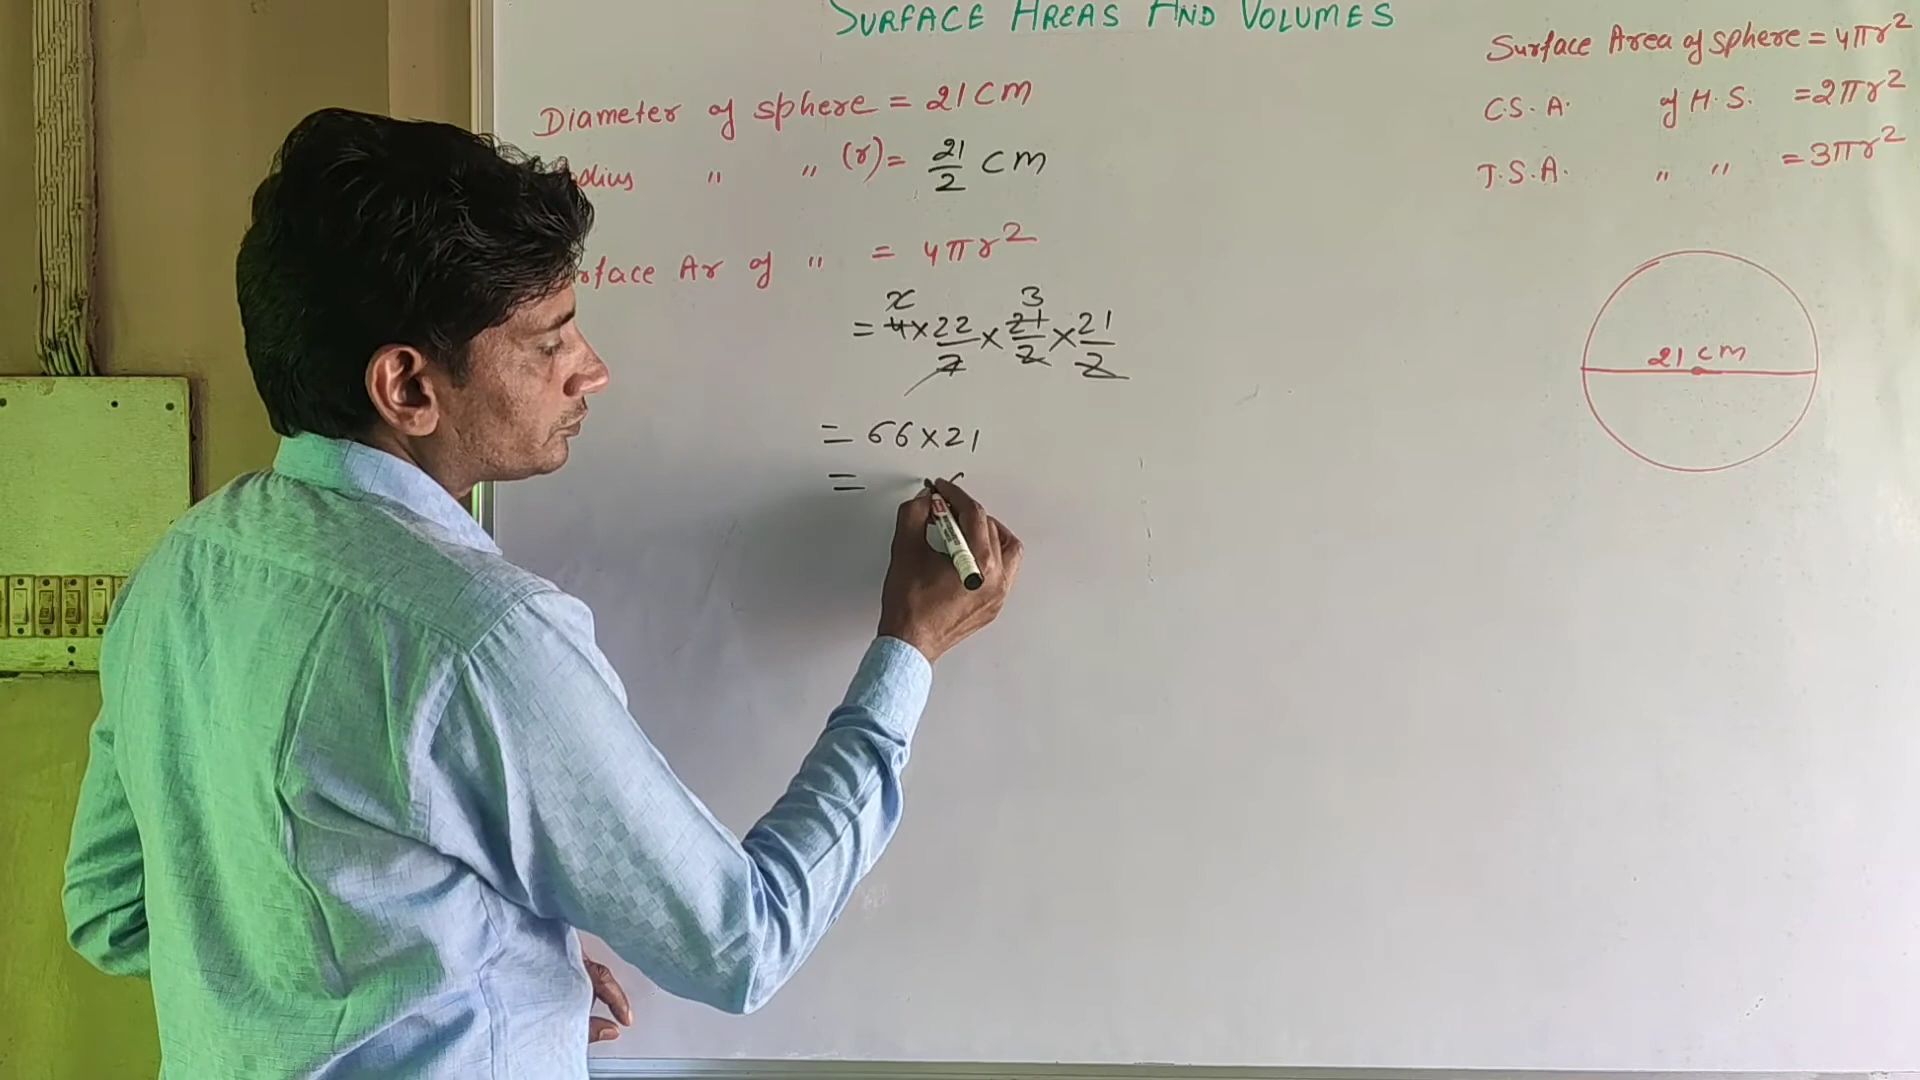 SURFACE AREAS AND VOLUMES
Diameter of sphere = 21 cm
〃 〃 (r) = 21/2 cm
Ar of 〃 = 4πr²
= 4 × 22/7 × 21/2 × 21/2
3
= 66 × 21
=
Surface Area of sphere = 4πr²
C.S.A. of H.S. = 2πr²
T.S.A. 〃 〃 = 3πr²
21 cm